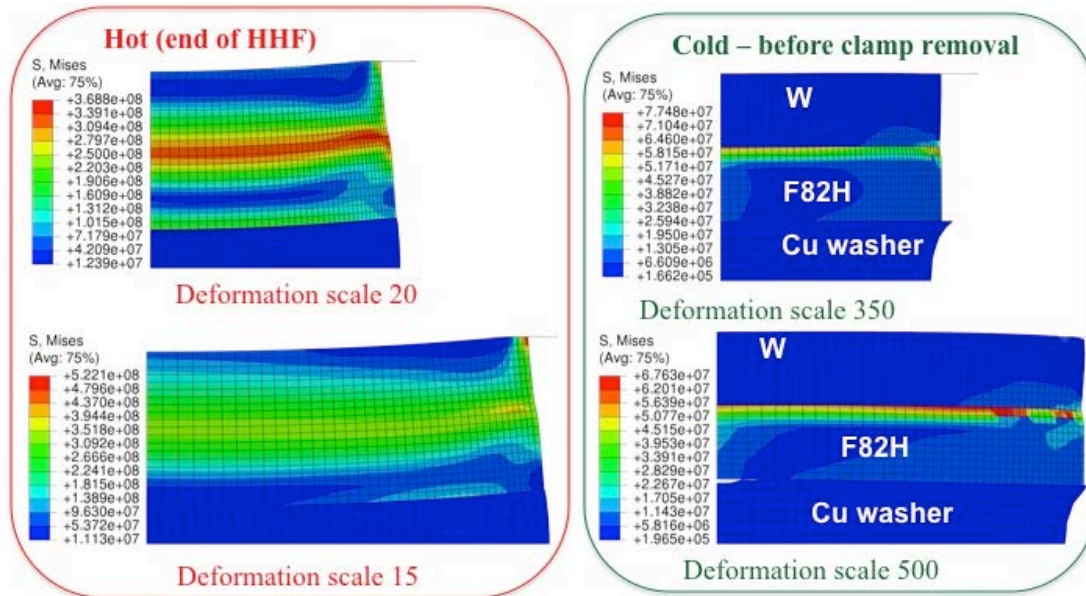 Hot (end of HHF)
S, Mises
(Avg: 75%)
+3.688e+08
+3.391e+08
+3.094e+08
+2.797e+08
+2.500e+08
+2.203e+08
+1.906e+08
+1.609e+08
+1.312e+08
+1.015e+08
+7.179e+07
+4.209e+07
+1.239e+07
Deformation scale 20
S, Mises
(Avg: 75%)
+5.221e+08
+4.796e+08
+4.370e+08
+3.944e+08
+3.518e+08
+3.092e+08
+2.666e+08
+2.241e+08
+1.815e+08
+1.389e+08
+9.630e+07
+5.372e+07
+1.113e+07
Deformation scale 15
Cold – before clamp removal
S, Mises
(Avg: 75%)
+7.748e+07
+7.104e+07
+6.460e+07
+5.815e+07
+5.171e+07
+4.527e+07
+3.882e+07
+3.238e+07
+2.594e+07
+1.950e+07
+1.305e+07
+6.609e+06
+1.662e+05
W
F82H
Cu washer
Deformation scale 350
S, Mises
(Avg: 75%)
+6.763e+07
+6.201e+07
+5.639e+07
+5.077e+07
+4.515e+07
+3.953e+07
+3.391e+07
+2.829e+07
+2.267e+07
+1.705e+07
+1.143e+07
+5.816e+06
+1.965e+05
W
F82H
Cu washer
Deformation scale 500